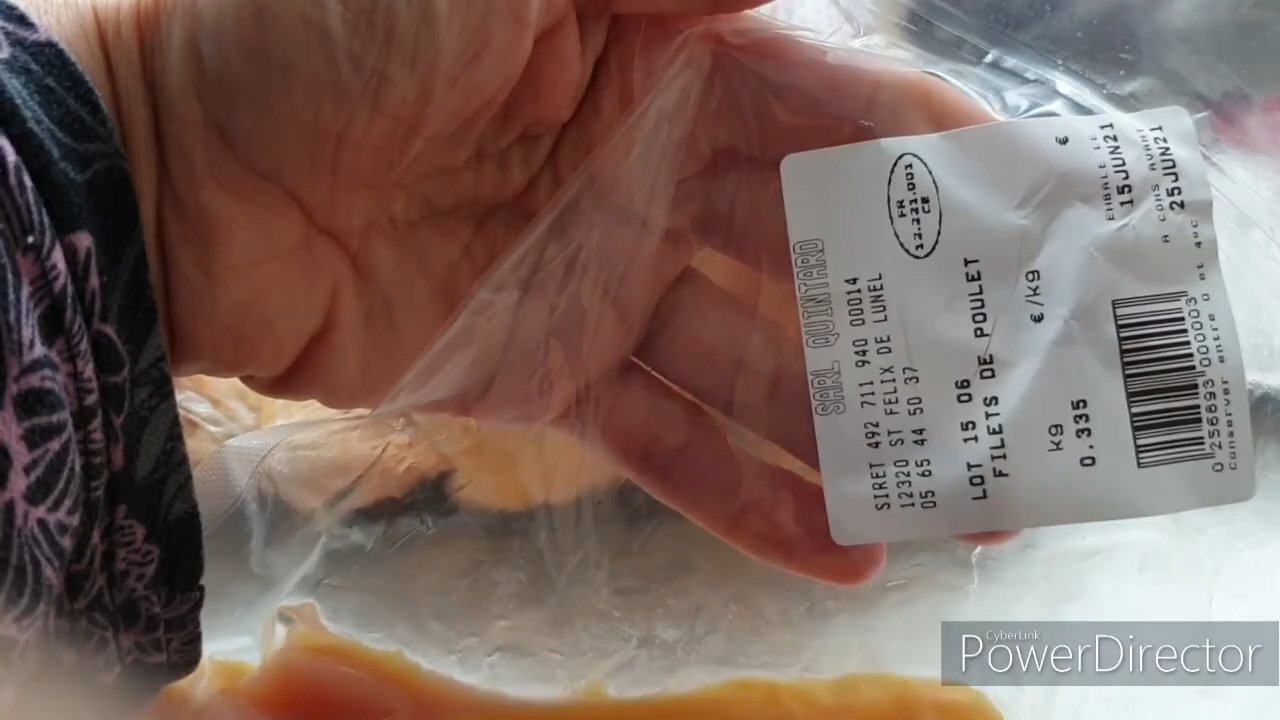 SARL QUINTARD
SIRET 492 711 940 00014
12320 ST FELIX DE LUNEL
05 65 44 50 37
FR
12.221.001
CE
LOT 15 06
FILETS DE POULET
€/kg
€
kg
0.335
EMBALE LE
15JUN21
A CONS AVANT
25JUN21
0 256893 000003
conserver entre 0 et 4°C
CyberLink
PowerDirector